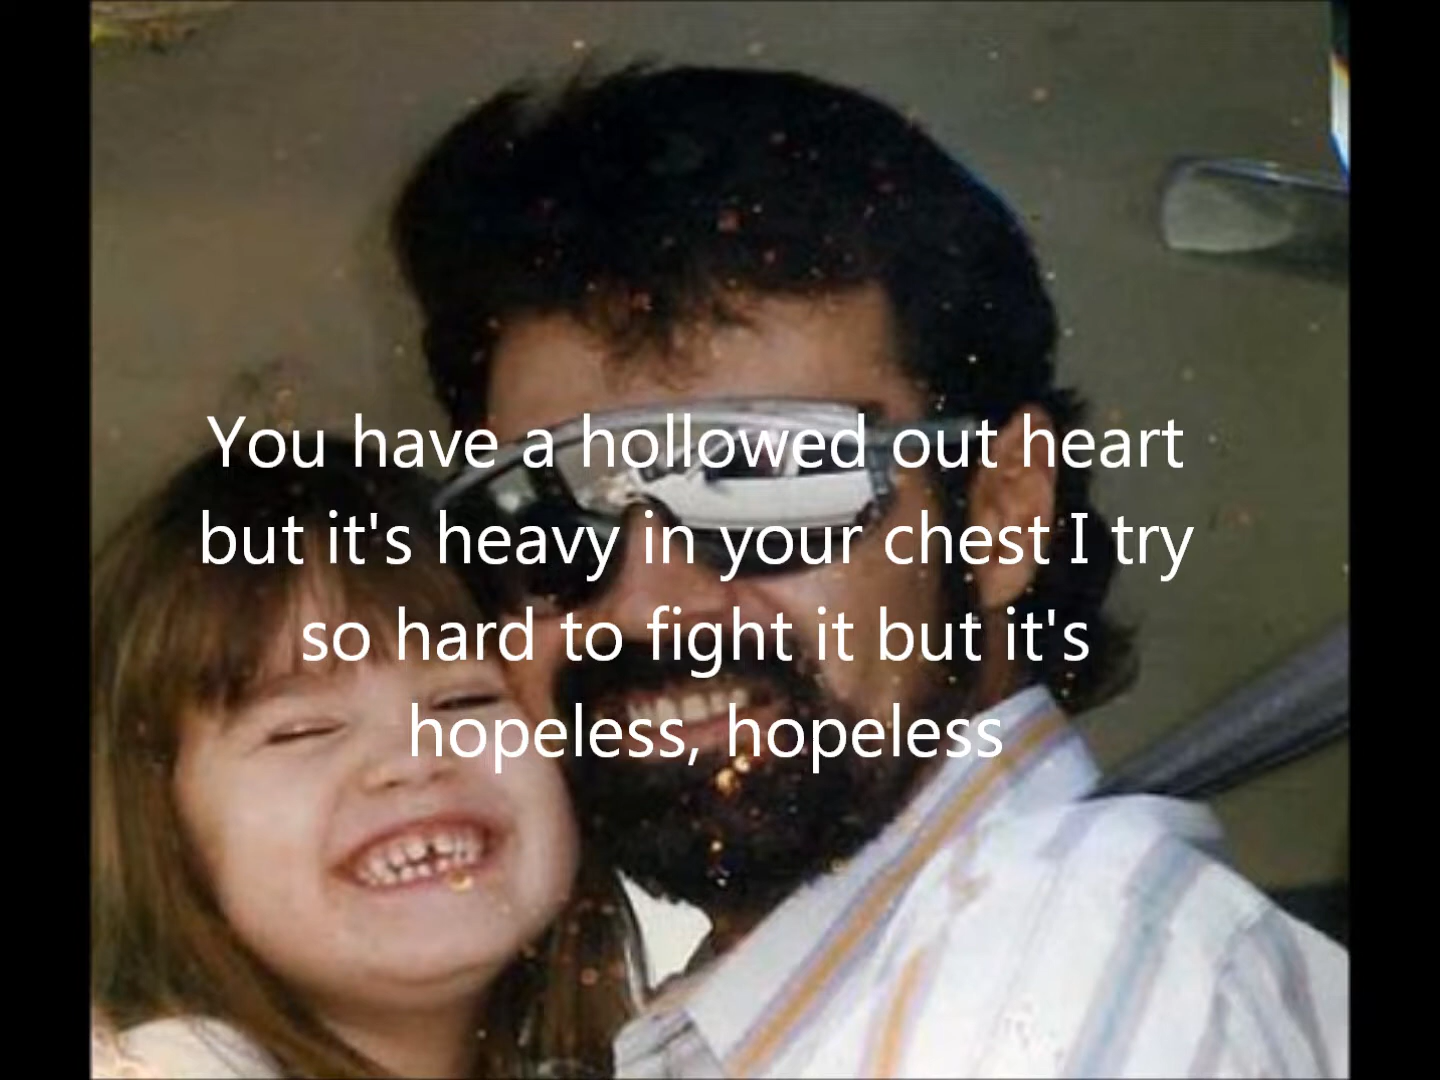 You have a hollowed out heart
but it's heavy in your chest I try
so hard to fight it but it's
hopeless, hopeless